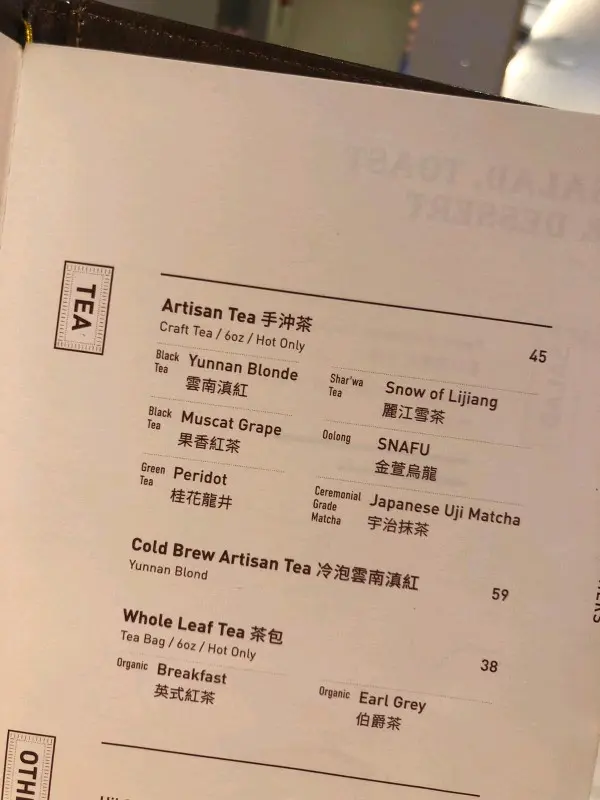 SALAD, TOAST
& DESSERT
TEA
Artisan Tea 手沖茶
Craft Tea / 6oz / Hot Only
45
Black Tea Yunnan Blonde
雲南滇紅
Shar'wa Tea Snow of Lijiang
麗江雪茶
Black Tea Muscat Grape
果香紅茶
Oolong SNAFU
金萱烏龍
Green Tea Peridot
桂花龍井
Ceremonial Grade Matcha Japanese Uji Matcha
宇治抹茶
Cold Brew Artisan Tea 冷泡雲南滇紅
Yunnan Blond
59
Whole Leaf Tea 茶包
Tea Bag / 6oz / Hot Only
38
Organic Breakfast
英式紅茶
Organic Earl Grey
伯爵茶